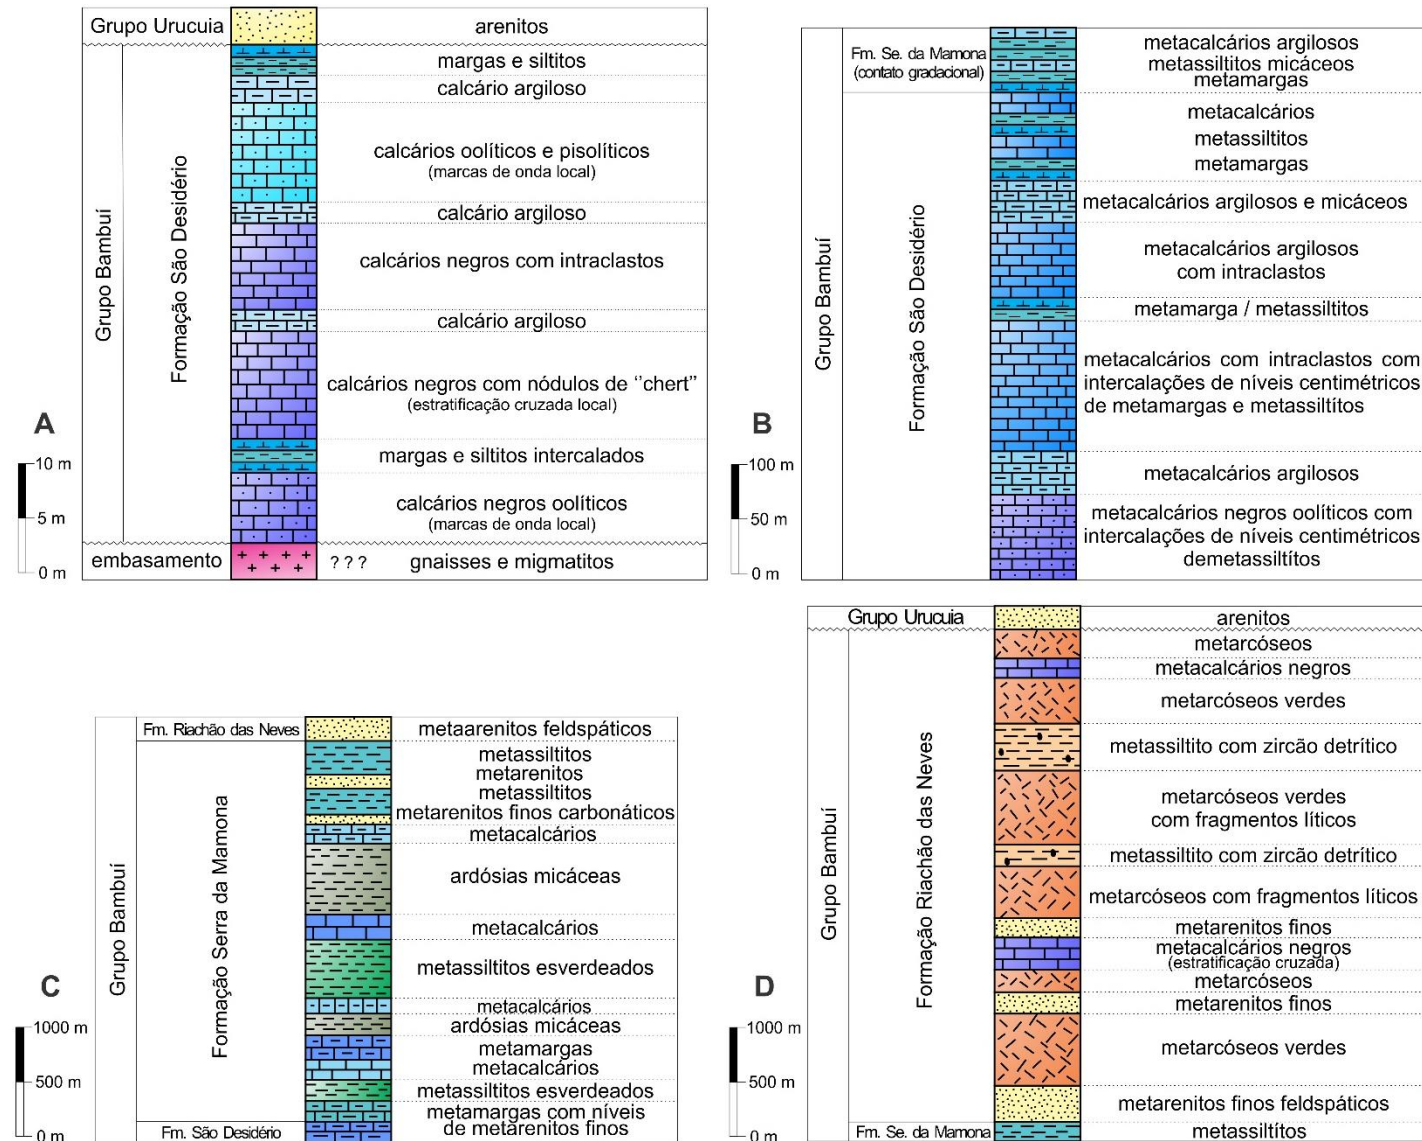 Grupo Urucuia
arenitos
margas e siltitos
calcário argiloso
calcários oolíticos e pisolíticos
(marcas de onda local)
calcário argiloso
calcários negros com intraclastos
calcário argiloso
calcários negros com nódulos de ‘‘chert’’
(estratificação cruzada local)
margas e siltitos intercalados
calcários negros oolíticos
(marcas de onda local)
embasamento
? ? ?
gnaisses e migmatitos
Grupo Bambuí
Formação São Desidério
A
10 m
5 m
0 m
Fm. Se. da Mamona
(contato gradacional)
metacalcários argilosos
metassiltitos micáceos
metamargas
metacalcários
metassiltitos
metamargas
metacalcários argilosos e micáceos
metacalcários argilosos
com intraclastos
metamarga / metassiltitos
metacalcários com intraclastos com
intercalações de níveis centimétricos
de metamargas e metassiltítos
metacalcários argilosos
metacalcários negros oolíticos com
intercalações de níveis centimétricos
demetassiltítos
Grupo Bambuí
Formação São Desidério
B
100 m
50 m
0 m
Fm. Riachão das Neves
metaarenitos feldspáticos
metassiltitos
metarenitos
metassiltitos
metarenitos finos carbonáticos
metacalcários
ardósias micáceas
metacalcários
metassiltitos esverdeados
metacalcários
ardósias micáceas
metamargas
metacalcários
metassiltitos esverdeados
metamargas com níveis
de metarenitos finos
Fm. São Desidério
Grupo Bambuí
Formação Serra da Mamona
C
1000 m
500 m
0 m
Grupo Urucuia
arenitos
metarcóseos
metacalcários negros
metarcóseos verdes
metassiltito com zircão detrítico
metarcóseos verdes
com fragmentos líticos
metassiltito com zircão detrítico
metarcóseos com fragmentos líticos
metarenitos finos
metacalcários negros
(estratificação cruzada)
metarcóseos
metarenitos finos
metarcóseos verdes
metarenitos finos feldspáticos
Fm. Se. da Mamona
metassiltítos
Grupo Bambuí
Formação Riachão das Neves
D
1000 m
500 m
0 m